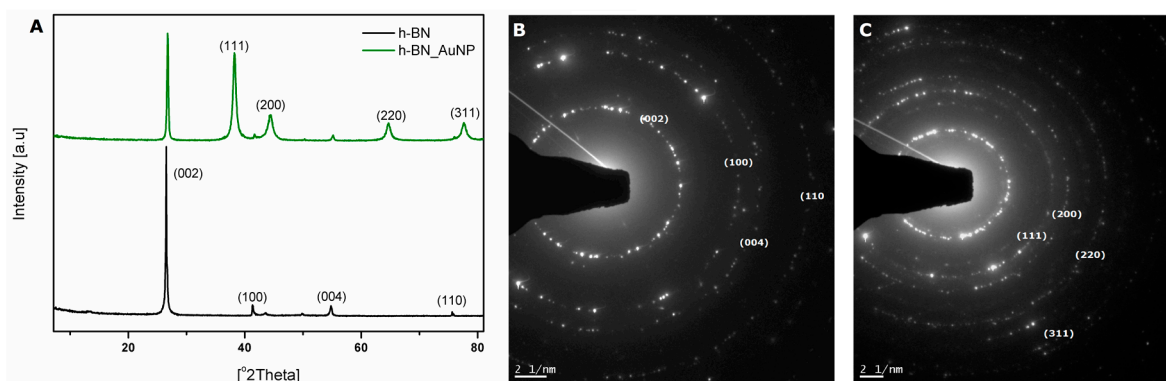 A
h-BN
h-BN_AuNP
(111)
(200)
(220)
(311)
Intensity [a.u]
(002)
(100)
(004)
(110)
20
40
60
80
[°2Theta]
B
(002)
(100)
(110
(004)
2 1/nm
C
(200)
(111)
(220)
(311)
2 1/nm